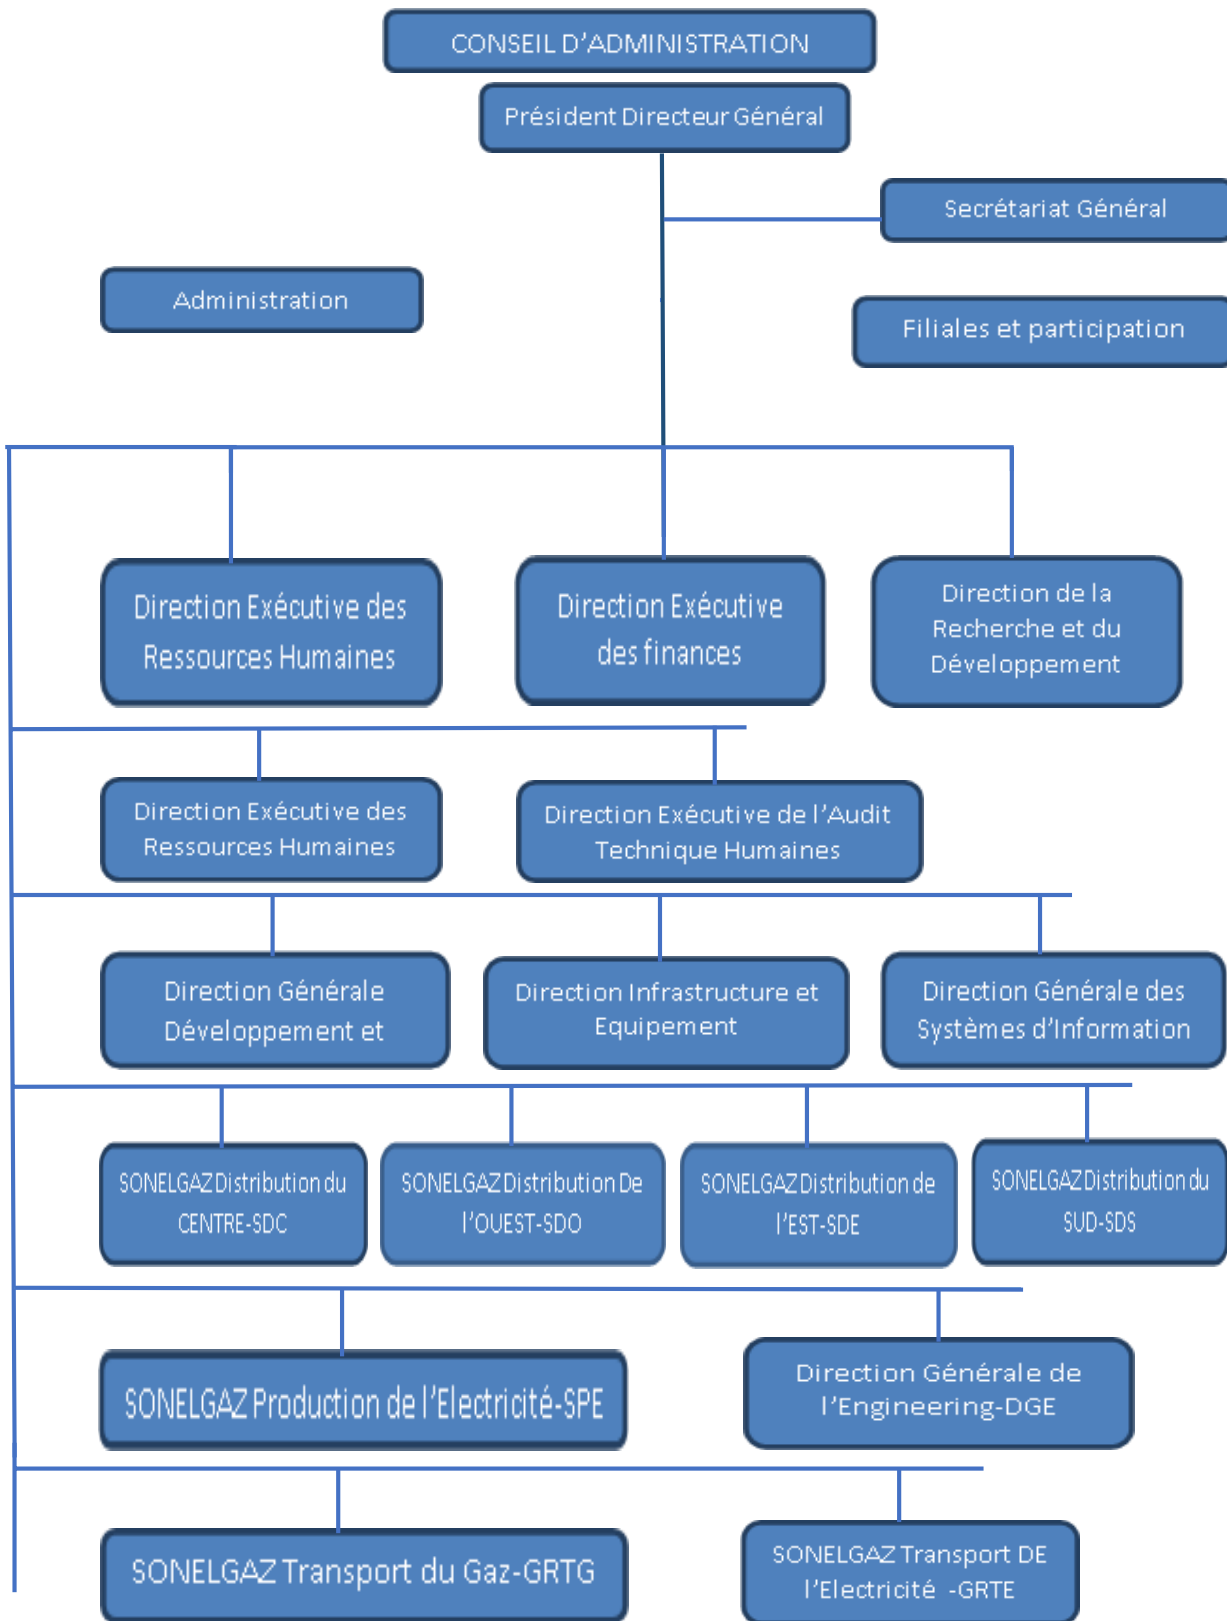 CONSEIL D’ADMINISTRATION
Président Directeur Général
Secrétariat Général
Administration
Filiales et participation
Direction Exécutive des
Ressources Humaines
Direction Exécutive
des finances
Direction de la
Recherche et du
Développement
Direction Exécutive des
Ressources Humaines
Direction Exécutive de l’Audit
Technique Humaines
Direction Générale
Développement et
Direction Infrastructure et
Equipement
Direction Générale des
Systèmes d’Information
SONELGAZ Distribution du
CENTRE-SDC
SONELGAZ Distribution De
l’OUEST-SDO
SONELGAZ Distribution de
l’EST-SDE
SONELGAZ Distribution du
SUD-SDS
SONELGAZ Production de l’Electricité-SPE
Direction Générale de
l’Engineering-DGE
SONELGAZ Transport du Gaz-GRTG
SONELGAZ Transport DE
l’Electricité -GRTE